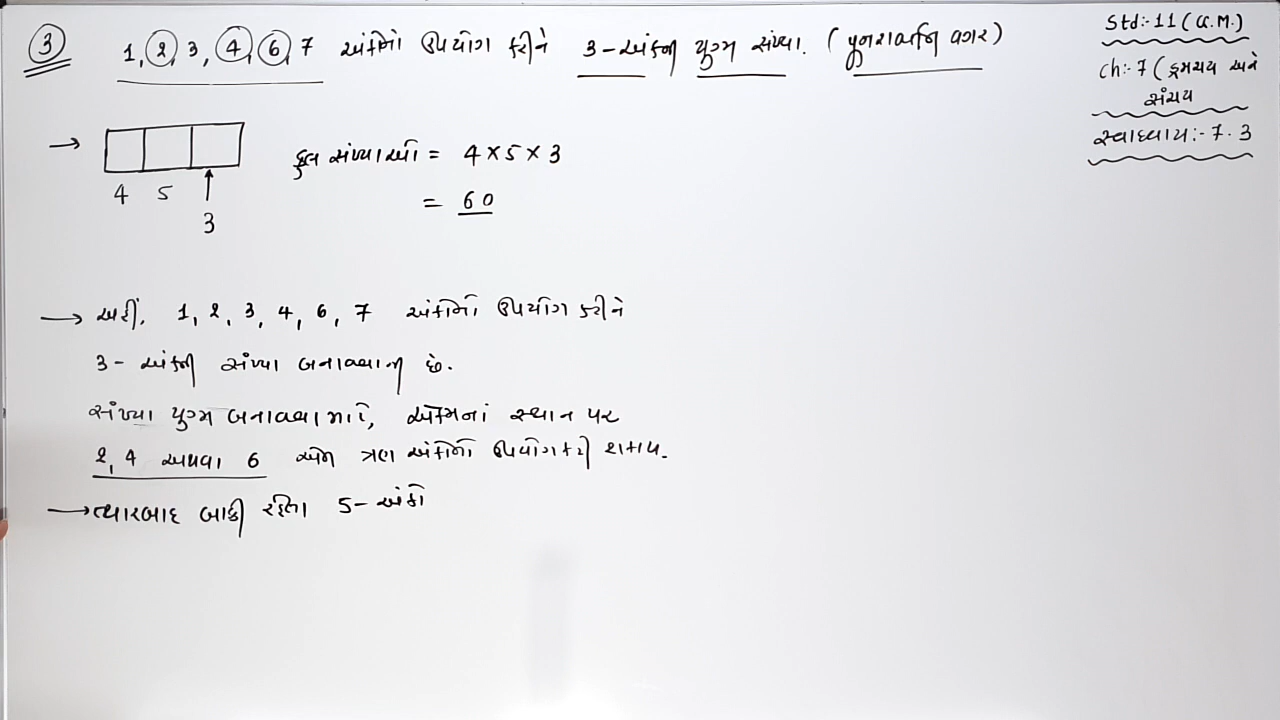 ③ 1, 2, 3, 4, 6, 7 અંકોનો ઉપયોગ કરીને 3-અંકની યુગ્મ સંખ્યા. (પુનરાવર્તન વગર)
Std:- 11 (G.M.)
ch:- 7 (ક્રમચય અને
સંચય
સ્વાધ્યાય:- 7.3
→ કુલ સંખ્યાઓ = 4 × 5 × 3
4 5
3
= 60
→ અહીં, 1, 2, 3, 4, 6, 7 અંકોનો ઉપયોગ કરીને
3- અંકની સંખ્યા બનાવવાની છે.
સંખ્યા યુગ્મ બનાવવા માટે, એકમનાં સ્થાન પર
2, 4 અથવા 6 એમ ત્રણ અંકોનો ઉપયોગ કરી શકાય.
→ ત્યારબાદ બાકી રહેલા 5- અંકો